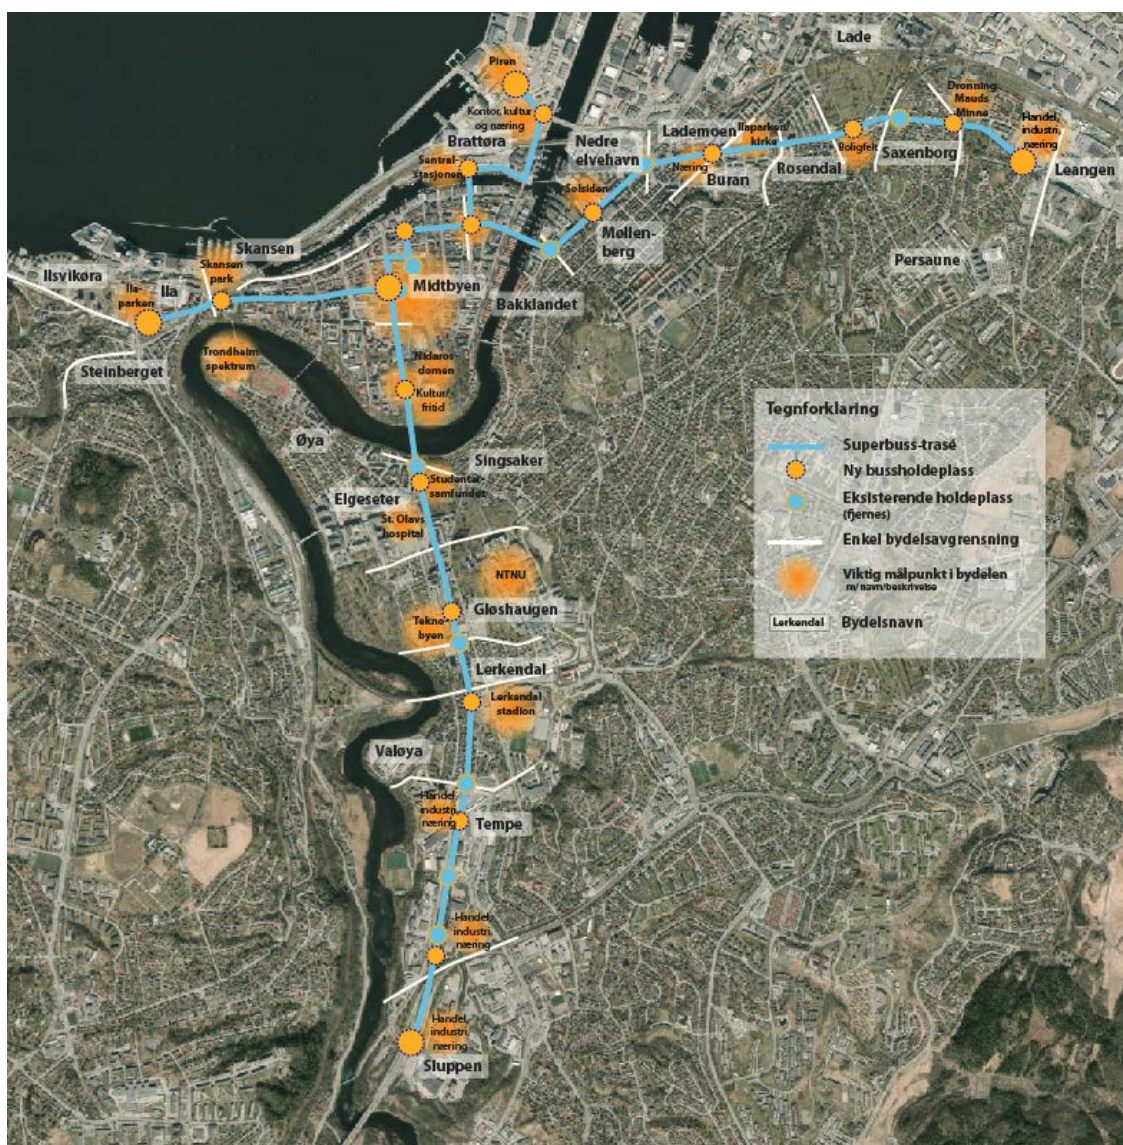 Lade
Piren
Kontor, kultur
og næring
Brattøra
Sentral-
stasjonen
Nedre
elvehavn
Lademoen
Ilaparken/
kirke
Næring
Buran
Rosendal
Boligfelt
Saxenborg
Dronning
Mauds
Minne
Handel,
industri,
næring
Leangen
Solsiden
Møllen-
berg
Persaune
Skansen
Skansen
park
Ilsvikøra
Ila
Ila-
parken
Midtbyen
Bakklandet
Steinberget
Trondheim
spektrum
Nidaros-
domen
Kultur/
fritid
Øya
Singsaker
Studenter-
samfundet
Elgeseter
St. Olavs
hospital
NTNU
Gløshaugen
Tekno-
byen
Lerkendal
Lerkendal
stadion
Valøya
Handel,
industri,
næring
Tempe
Handel,
industri,
næring
Handel,
industri,
næring
Sluppen
Tegnforklaring
Superbuss-trasé
Ny bussholdeplass
Eksisterende holdeplass
(fjernes)
Enkel bydelsavgrensning
Viktig målpunkt i bydelen
m/ navn/beskrivelse
Lerkendal Bydelsnavn